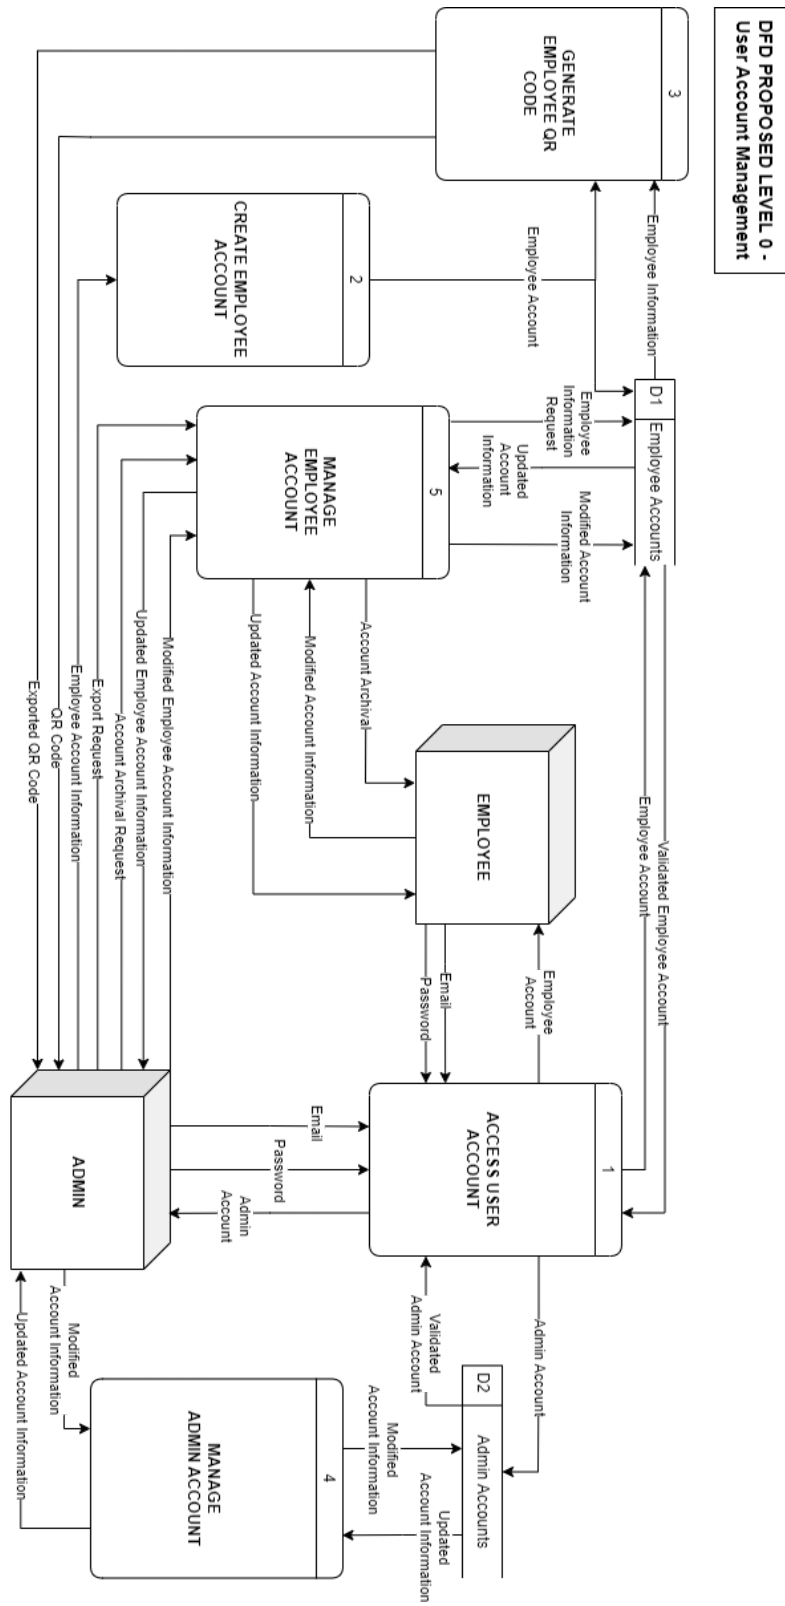 DFD PROPOSED LEVEL 0 -
User Account Management
3
GENERATE
EMPLOYEE QR
CODE
Employee Information
Employee Account
2
CREATE EMPLOYEE
ACCOUNT
D1
Employee Accounts
Employee
Information
Request
Updated
Account
Information
Modified Account
Information
5
MANAGE
EMPLOYEE
ACCOUNT
Account Archival
Modified Account Information
Updated Account Information
EMPLOYEE
Validated Employee Account
Employee Account
Employee
Account
Email
Password
Modified Employee Account Information
Updated Employee Account Information
Account Archival Request
Export Request
Employee Account Information
QR Code
Exported QR Code
1
ACCESS USER
ACCOUNT
Email
Password
Admin
Account
ADMIN
Admin Account
Validated
Admin Account
D2
Admin Accounts
Modified
Account Information
Updated
Account Information
4
MANAGE
ADMIN ACCOUNT
Modified
Account Information
Updated Account Information